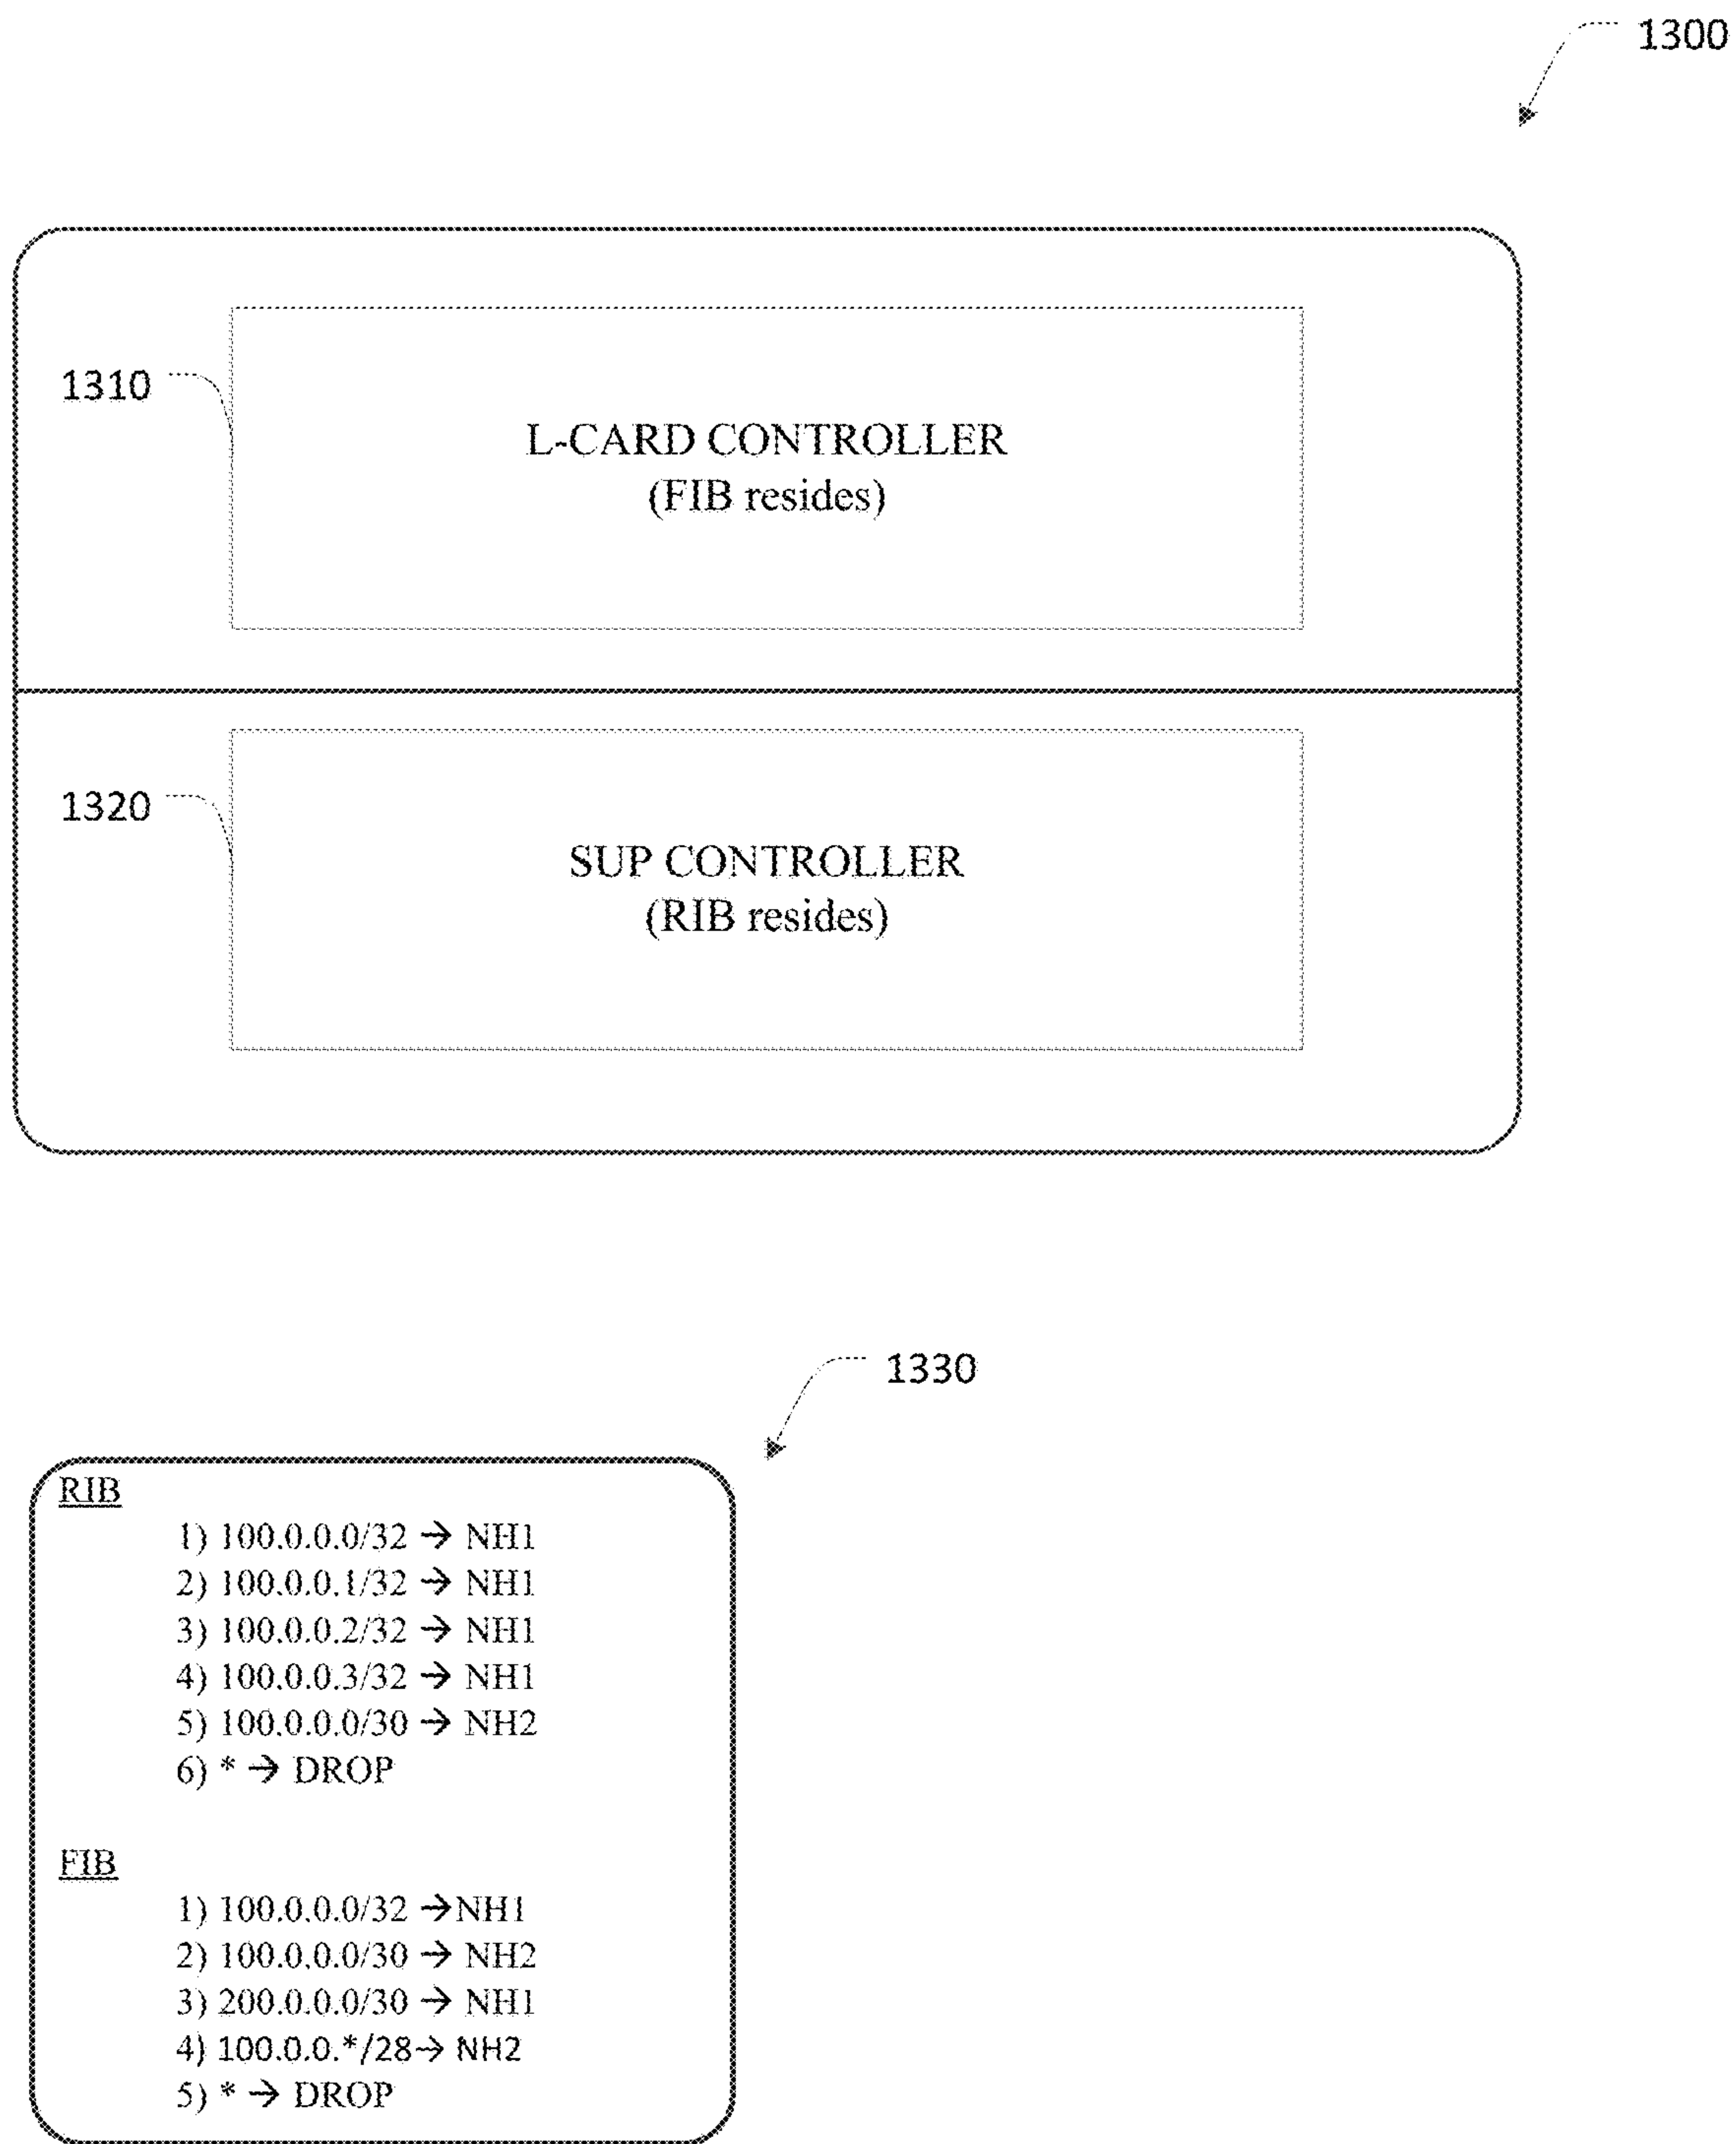 1300
1310
L-CARD CONTROLLER
(FIB resides)
1320
SUP CONTROLLER
(RIB resides)
1330
RIB
1) 100.0.0.0/32 → NH1
2) 100.0.0.1/32 → NH1
3) 100.0.0.2/32 → NH1
4) 100.0.0.3/32 → NH1
5) 100.0.0.0/30 → NH2
6) * → DROP
FIB
1) 100.0.0.0/32 →NH1
2) 100.0.0.0/30 → NH2
3) 200.0.0.0/30 → NH1
4) 100.0.0.*/28→ NH2
5) * → DROP